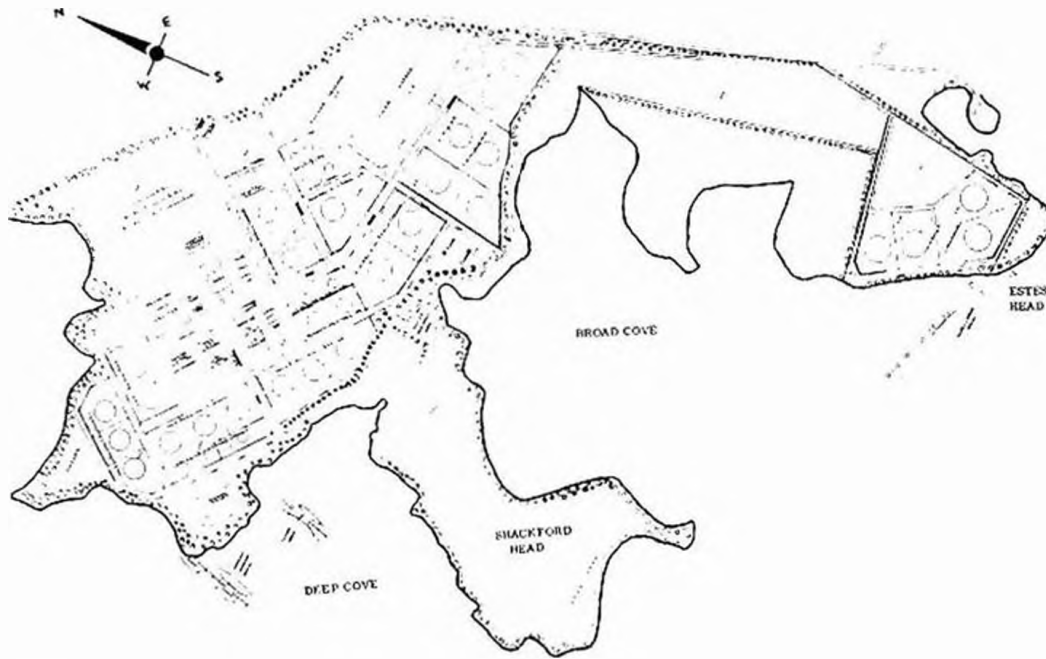 N
E
W
S
ESTES
HEAD
BROAD COVE
SHACKFORD
HEAD
DEEP COVE